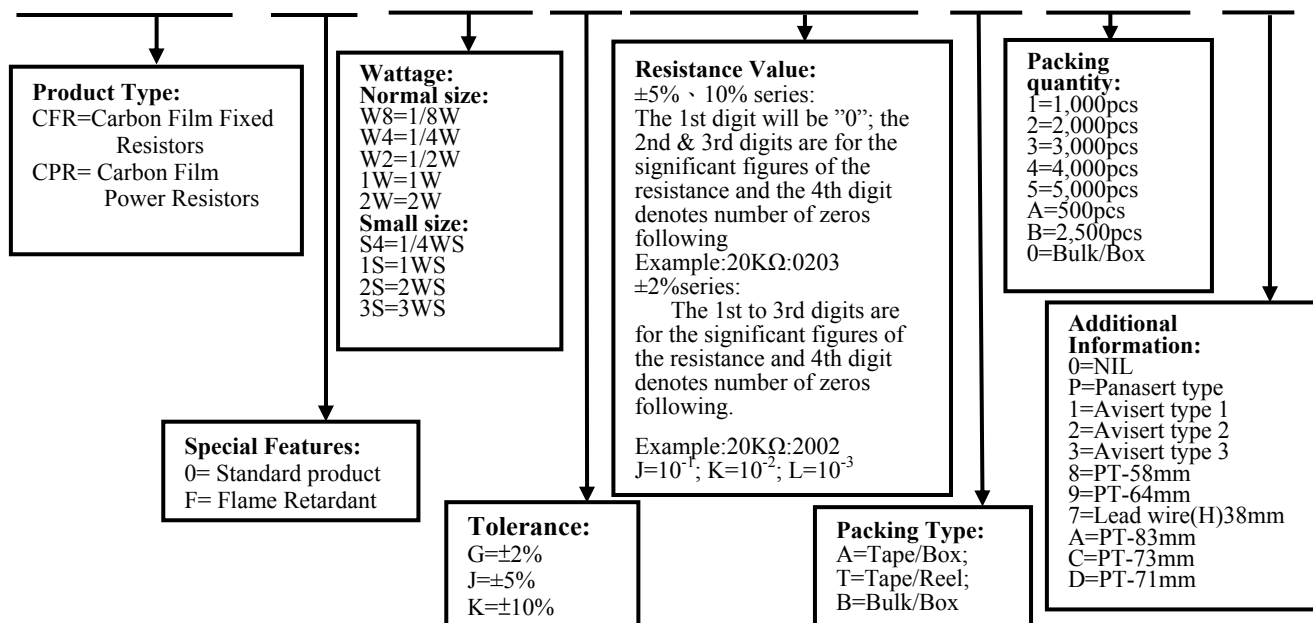 Product Type:
CFR=Carbon Film Fixed
Resistors
CPR= Carbon Film
Power Resistors
Special Features:
0= Standard product
F= Flame Retardant
Wattage:
Normal size:
W8=1/8W
W4=1/4W
W2=1/2W
1W=1W
2W=2W
Small size:
S4=1/4WS
1S=1WS
2S=2WS
3S=3WS
Tolerance:
G=±2%
J=±5%
K=±10%
Resistance Value:
±5%、10% series:
The 1st digit will be ”0”; the
2nd & 3rd digits are for the
significant figures of the
resistance and the 4th digit
denotes number of zeros
following
Example:20KΩ:0203
±2%series:
The 1st to 3rd digits are
for the significant figures of
the resistance and 4th digit
denotes number of zeros
following.
Example:20KΩ:2002
J=10⁻¹; K=10⁻²; L=10⁻³
Packing Type:
A=Tape/Box;
T=Tape/Reel;
B=Bulk/Box
Packing
quantity:
1=1,000pcs
2=2,000pcs
3=3,000pcs
4=4,000pcs
5=5,000pcs
A=500pcs
B=2,500pcs
0=Bulk/Box
Additional
Information:
0=NIL
P=Panasert type
1=Avisert type 1
2=Avisert type 2
3=Avisert type 3
8=PT-58mm
9=PT-64mm
7=Lead wire(H)38mm
A=PT-83mm
C=PT-73mm
D=PT-71mm